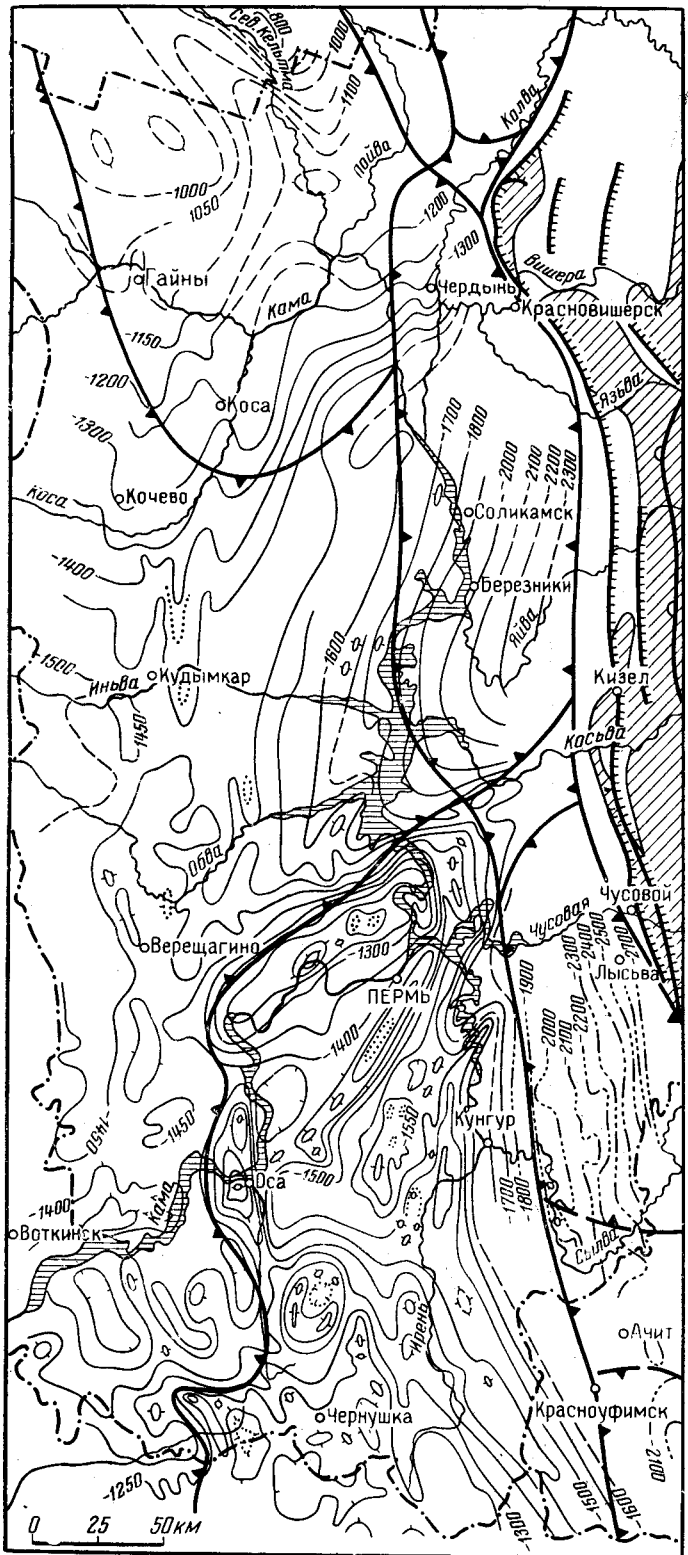 Сев Кельтма
-800
-1000
-1100
Колва
Лопйва
-1000
1050
-1200
-1300
Вишера
Гайны
Кама
Чердынь
Красновишерск
-1150
-1200
Язьва
-1300
Коса
-1700
-1800
-2000
-2100
-2200
-2300
Коса
Кочево
Соликамск
-1400
Березники
Яйва
1600
-1500
Иньва
Кудымкар
Кизел
1450
Косьва
Обва
Чусовой
Чусовая
Верещагино
-1300
Лысьва
ПЕРМЬ
-1900
-2000
-2100
-2200
-2300
-2400
-2500
-2700
-1400
1450
-1450
-1550
Кунгур
Оса
-1500
-1700
-1800
-1400
Кама
Воткинск
Сылва
Ирень
Ачит
Чернушка
Красноуфимск
-2100
-1250
-1300
-1500
-1600
0 25 50км